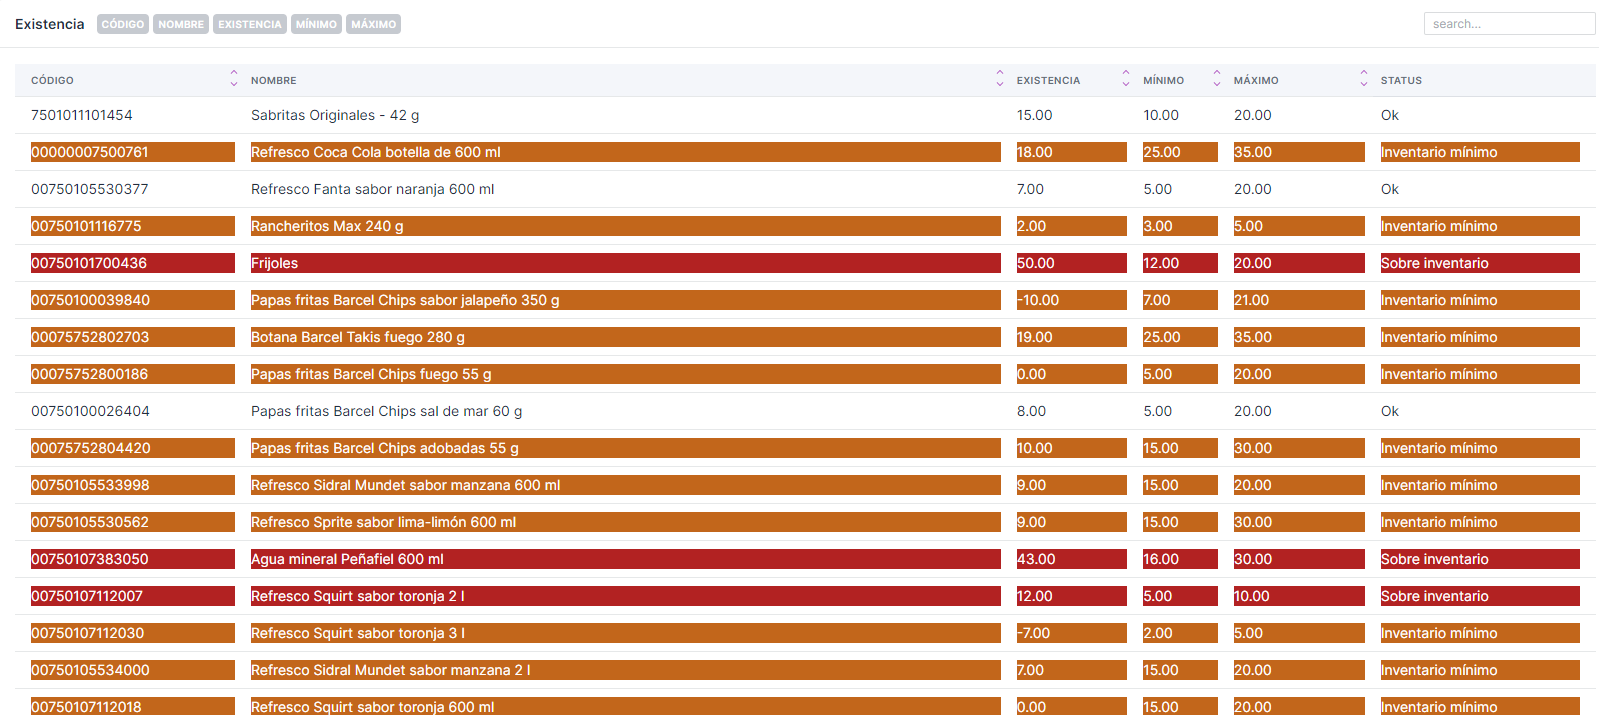 Existencia CÓDIGO NOMBRE EXISTENCIA MÍNIMO MÁXIMO search...
CÓDIGO NOMBRE EXISTENCIA MÍNIMO MÁXIMO STATUS
7501011101454 Sabritas Originales - 42 g 15.00 10.00 20.00 Ok
00000007500761 Refresco Coca Cola botella de 600 ml 18.00 25.00 35.00 Inventario mínimo
00750105530377 Refresco Fanta sabor naranja 600 ml 7.00 5.00 20.00 Ok
00750101116775 Rancheritos Max 240 g 2.00 3.00 5.00 Inventario mínimo
00750101700436 Frijoles 50.00 12.00 20.00 Sobre inventario
00750100039840 Papas fritas Barcel Chips sabor jalapeño 350 g -10.00 7.00 21.00 Inventario mínimo
00075752802703 Botana Barcel Takis fuego 280 g 19.00 25.00 35.00 Inventario mínimo
00075752800186 Papas fritas Barcel Chips fuego 55 g 0.00 5.00 20.00 Inventario mínimo
00750100026404 Papas fritas Barcel Chips sal de mar 60 g 8.00 5.00 20.00 Ok
00075752804420 Papas fritas Barcel Chips adobadas 55 g 10.00 15.00 30.00 Inventario mínimo
00750105533998 Refresco Sidral Mundet sabor manzana 600 ml 9.00 15.00 20.00 Inventario mínimo
00750105530562 Refresco Sprite sabor lima-limón 600 ml 9.00 15.00 30.00 Inventario mínimo
00750107383050 Agua mineral Peñafiel 600 ml 43.00 16.00 30.00 Sobre inventario
00750107112007 Refresco Squirt sabor toronja 2 l 12.00 5.00 10.00 Sobre inventario
00750107112030 Refresco Squirt sabor toronja 3 l -7.00 2.00 5.00 Inventario mínimo
00750105534000 Refresco Sidral Mundet sabor manzana 2 l 7.00 15.00 20.00 Inventario mínimo
00750107112018 Refresco Squirt sabor toronja 600 ml 0.00 15.00 20.00 Inventario mínimo